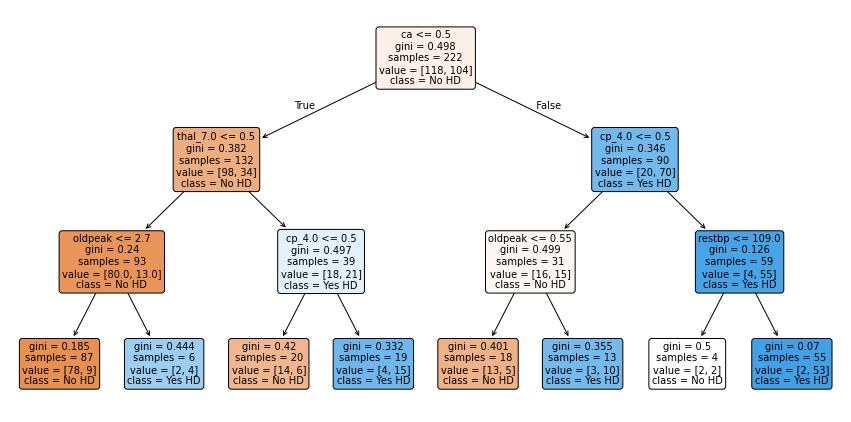 ca <= 0.5
gini = 0.498
samples = 222
value = [118, 104]
class = No HD
True
False
thal_7.0 <= 0.5
gini = 0.382
samples = 132
value = [98, 34]
class = No HD
cp_4.0 <= 0.5
gini = 0.346
samples = 90
value = [20, 70]
class = Yes HD
oldpeak <= 2.7
gini = 0.24
samples = 93
value = [80.0, 13.0]
class = No HD
cp_4.0 <= 0.5
gini = 0.497
samples = 39
value = [18, 21]
class = Yes HD
oldpeak <= 0.55
gini = 0.499
samples = 31
value = [16, 15]
class = No HD
restbp <= 109.0
gini = 0.126
samples = 59
value = [4, 55]
class = Yes HD
gini = 0.185
samples = 87
value = [78, 9]
class = No HD
gini = 0.444
samples = 6
value = [2, 4]
class = Yes HD
gini = 0.42
samples = 20
value = [14, 6]
class = No HD
gini = 0.332
samples = 19
value = [4, 15]
class = Yes HD
gini = 0.401
samples = 18
value = [13, 5]
class = No HD
gini = 0.355
samples = 13
value = [3, 10]
class = Yes HD
gini = 0.5
samples = 4
value = [2, 2]
class = No HD
gini = 0.07
samples = 55
value = [2, 53]
class = Yes HD